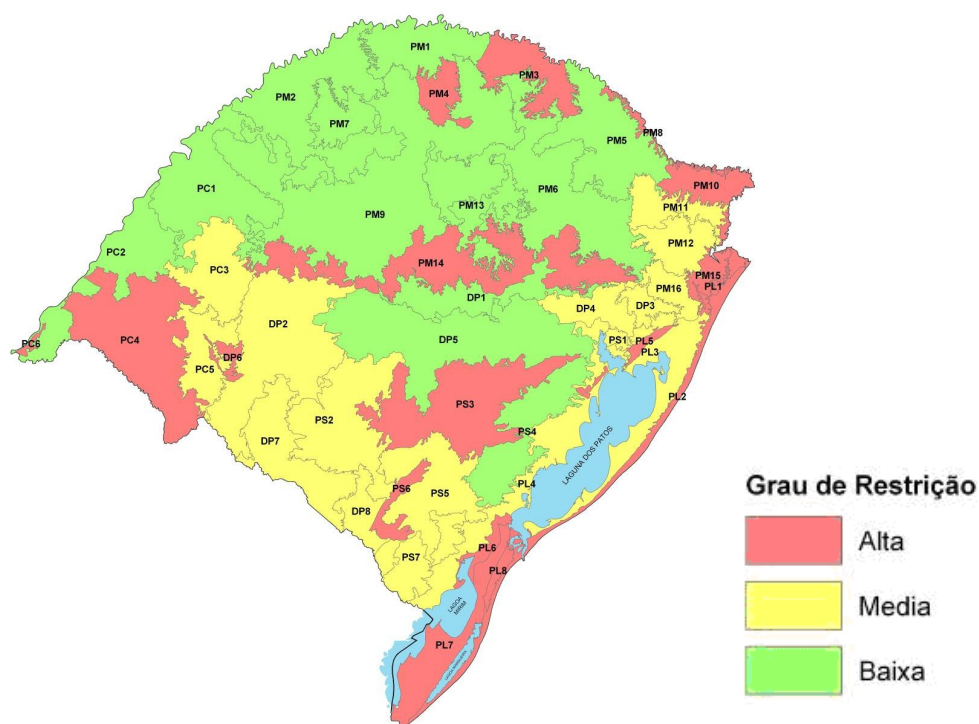 PM1
PM3
PM4
PM2
PM7
PM8
PM5
PC1
PM10
PM6
PM11
PM9
PM13
PM12
PC2
PC3
PM14
PM15
PL1
PM16
DP1
DP4
DP3
DP2
PC4
PC6
DP5
PS1
PL5
PL3
DP6
PC5
PL2
PS3
PS2
PS4
DP7
LAGUNA DOS PATOS
PL4
PS6
PS5
DP8
PS7
PL6
PL8
LAGOA
MIRIM
PL7
Grau de Restrição
Alta
Media
Baixa